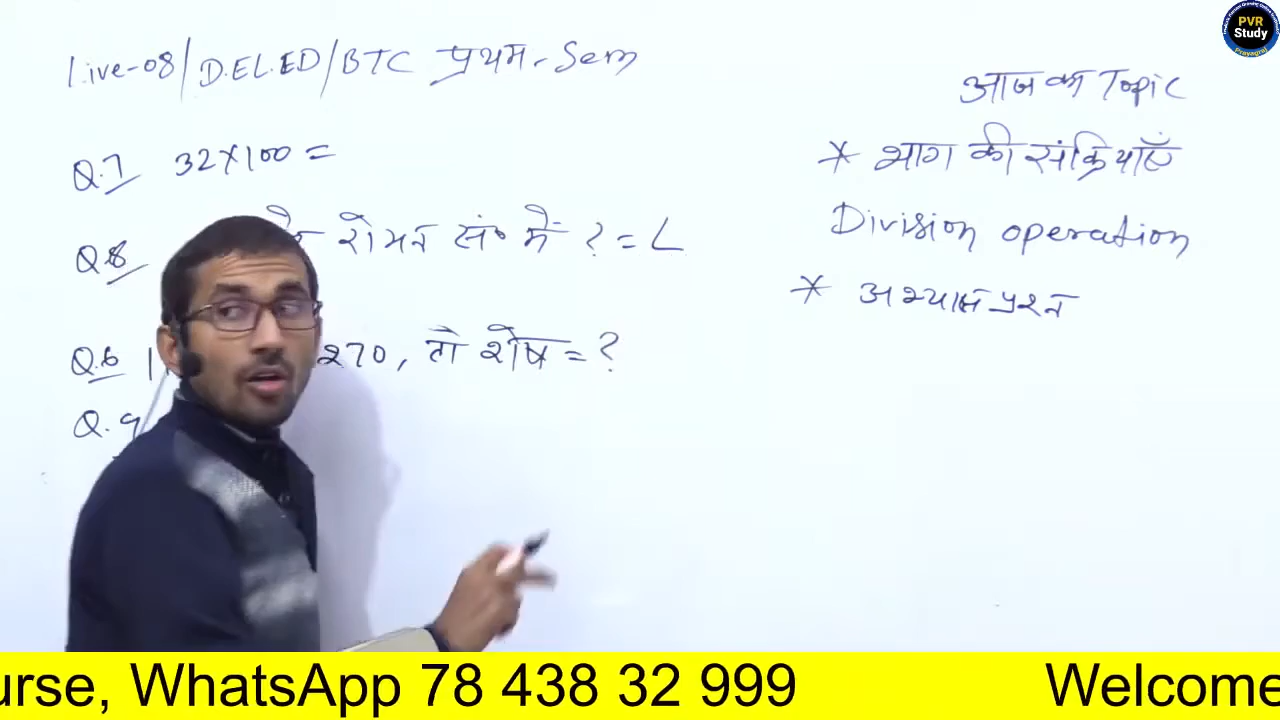 Live-08/D.EL.ED/BTC प्रथम - Sem
Q.7 32×100 =
Q.8 रोमन सं० में ? = L
Q.6 270, तो शेष = ?
Q.9
आज का Topic
* भाग की संक्रियाएँ
Division operation
* अभ्यास प्रश्न
PVR
Study
Prayagraj
urse, WhatsApp 78 438 32 999 Welcome